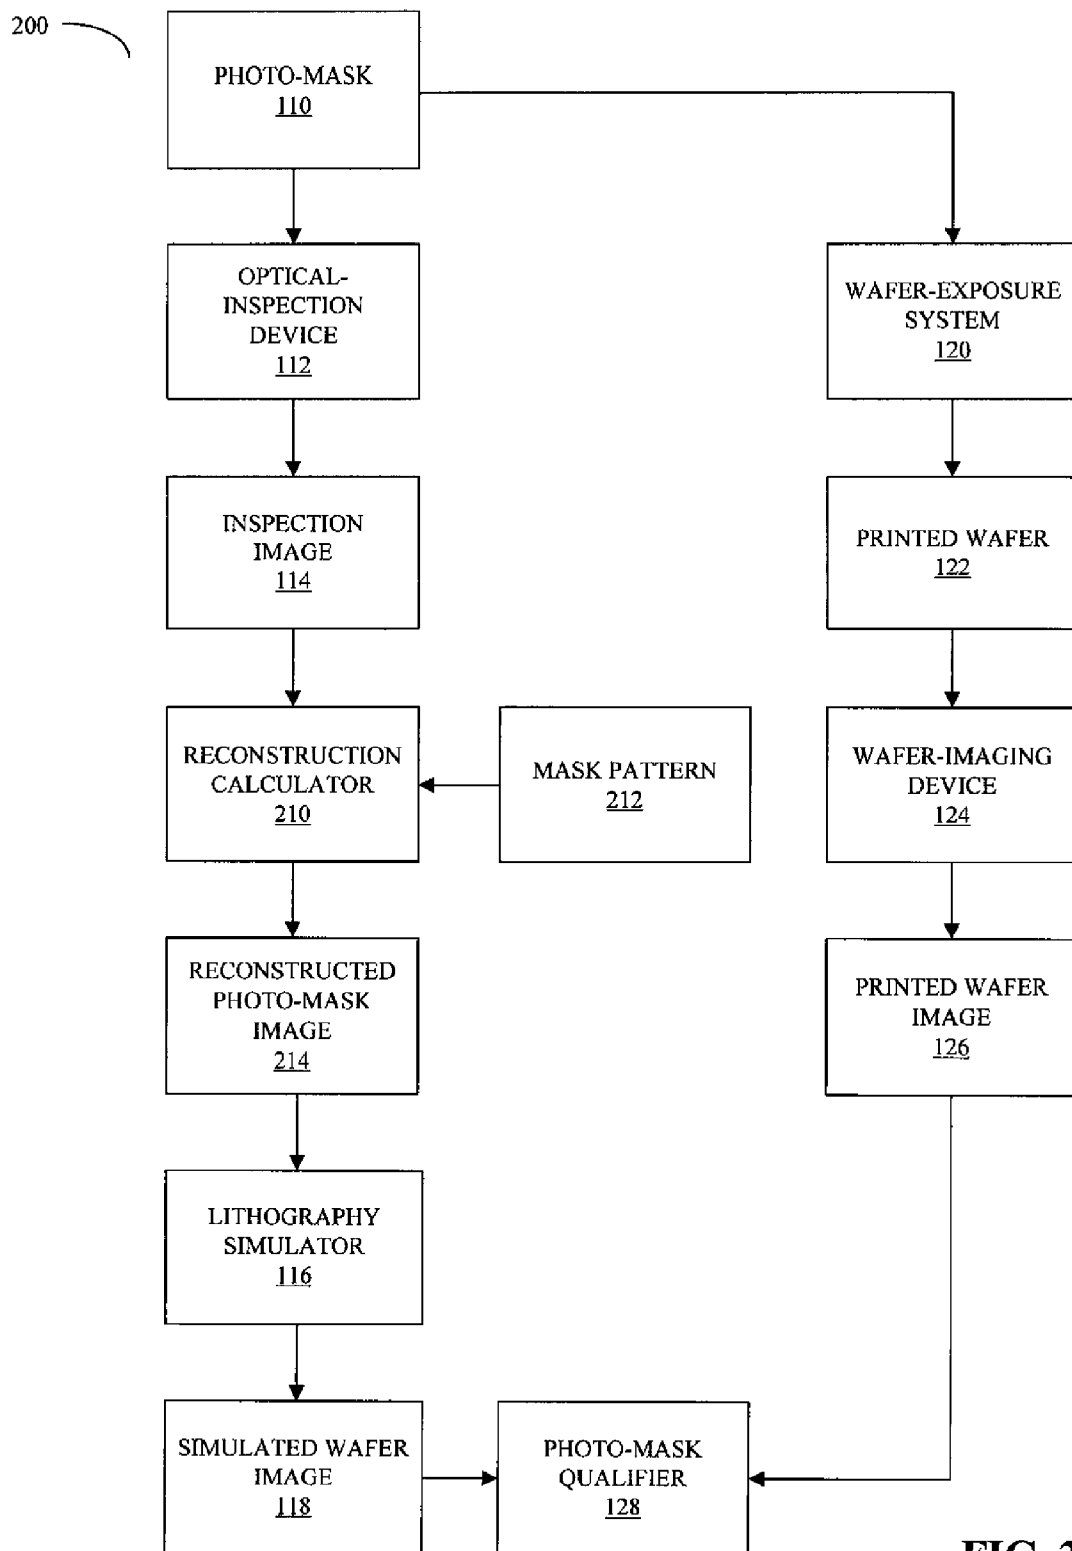 200
PHOTO-MASK
110
OPTICAL-
INSPECTION
DEVICE
112
WAFER-EXPOSURE
SYSTEM
120
INSPECTION
IMAGE
114
PRINTED WAFER
122
RECONSTRUCTION
CALCULATOR
210
MASK PATTERN
212
WAFER-IMAGING
DEVICE
124
RECONSTRUCTED
PHOTO-MASK
IMAGE
214
PRINTED WAFER
IMAGE
126
LITHOGRAPHY
SIMULATOR
116
SIMULATED WAFER
IMAGE
118
PHOTO-MASK
QUALIFIER
128
FIG. 2